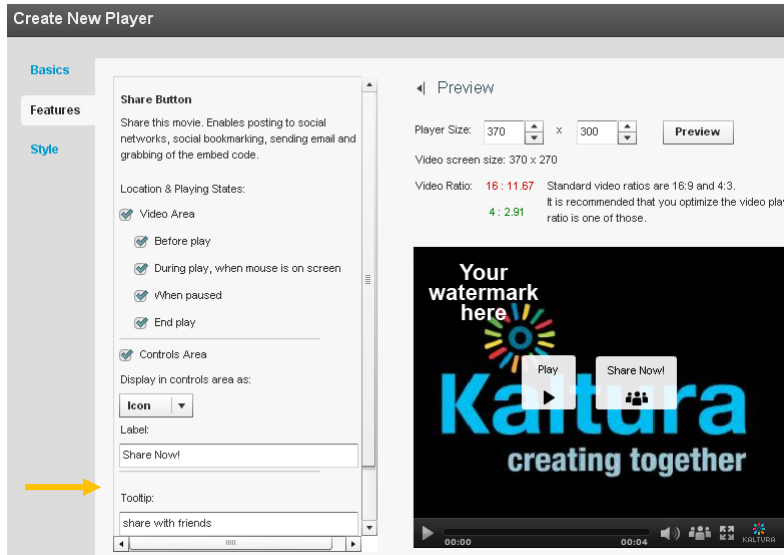 Create New Player
Basics
Features
Style
Share Button
Share this movie. Enables posting to social
networks, social bookmarking, sending email and
grabbing of the embed code.
Location & Playing States:
Video Area
Before play
During play, when mouse is on screen
When paused
End play
Controls Area
Display in controls area as:
Icon
Label:
Share Now!
Tooltip:
share with friends
Preview
Player Size: 370 x 300 Preview
Video screen size: 370 x 270
Video Ratio: 16 : 11.67 Standard video ratios are 16:9 and 4:3.
It is recommended that you optimize the video
4 : 2.91 ratio is one of those.
Your
watermark
here
Play Share Now!
Kaltura
creating together
00:00 00:04 KALTURA